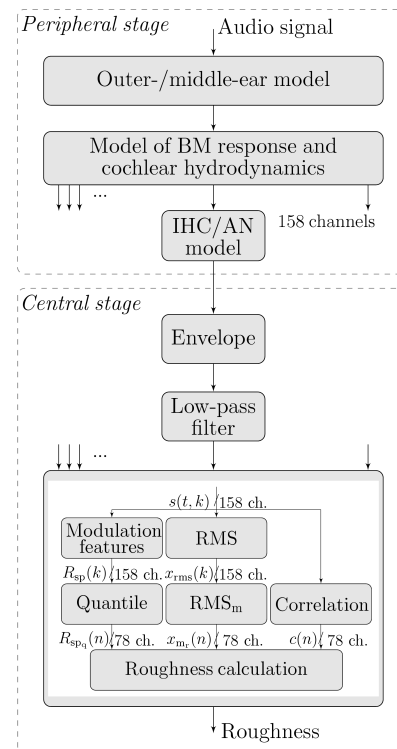 Peripheral stage
Audio signal
Outer-/middle-ear model
Model of BM response and
cochlear hydrodynamics
...
158 channels
IHC/AN
model
Central stage
Envelope
Low-pass
filter
...
s(t, k) 158 ch.
Modulation
features
RMS
R_sp(k) 158 ch. x_rms(k) 158 ch.
Quantile
RMS_m
Correlation
R_sp_q(n) 78 ch. x_m_r(n) 78 ch. c(n) 78 ch.
Roughness calculation
Roughness